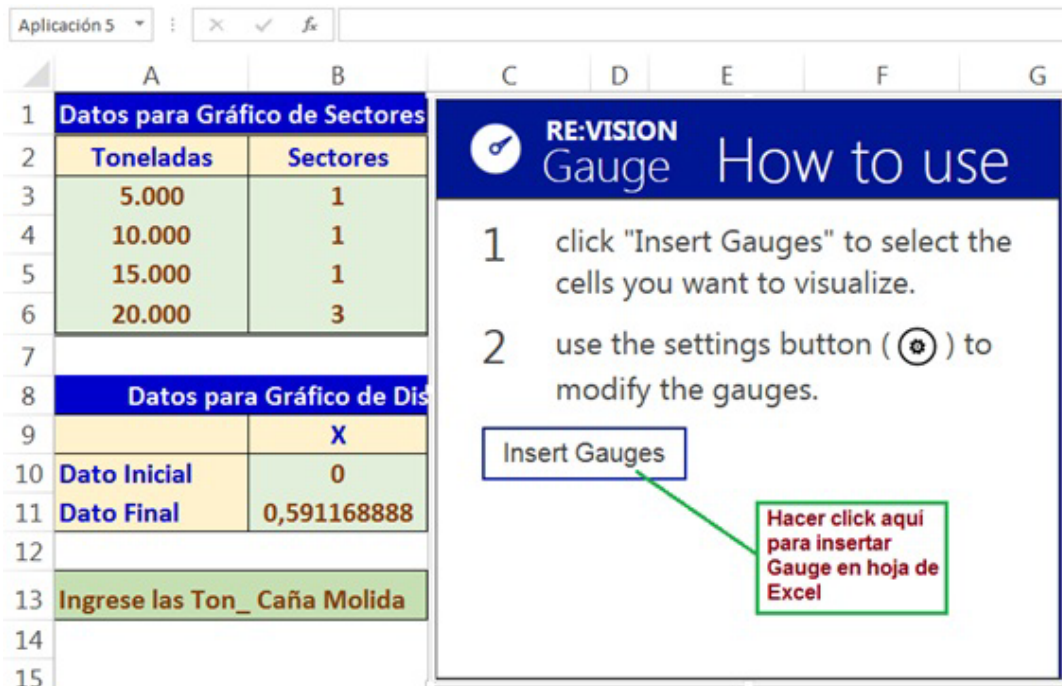 Aplicación 5
fx
A B C D E F G
1 Datos para Gráfico de Sectores
2 Toneladas Sectores
3 5.000 1
4 10.000 1
5 15.000 1
6 20.000 3
7
8 Datos para Gráfico de Dis
9 X
10 Dato Inicial 0
11 Dato Final 0,591168888
12
13 Ingrese las Ton_ Caña Molida
14
15
RE:VISION
Gauge How to use
1 click "Insert Gauges" to select the
cells you want to visualize.
2 use the settings button ( ) to
modify the gauges.
Insert Gauges
Hacer click aquí
para insertar
Gauge en hoja de
Excel